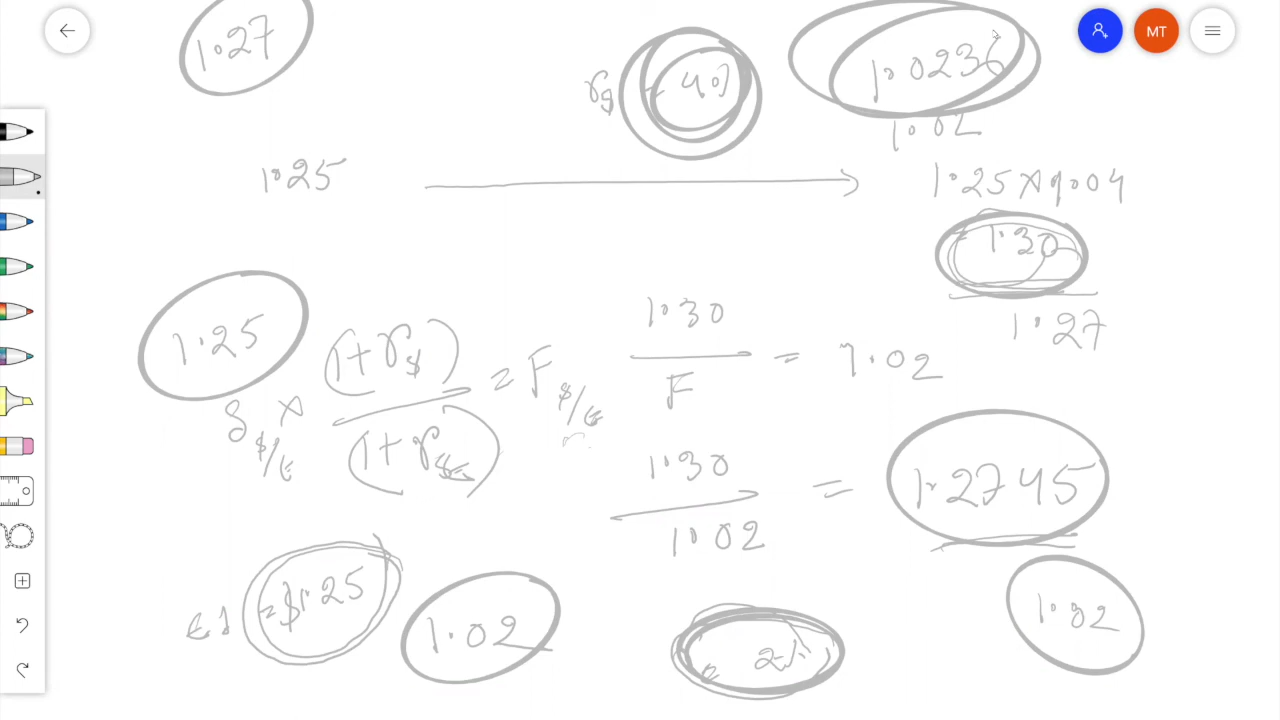 1.27
r$ = 4%
1.0236
1.02
1.25
1.25 × 1.04
= 1.30
1.27
1.25
S$/€ × (1+r$) / (1+r€) = F$/€
1.30 / F = 1.02
1.30 / 1.02 = 1.2745
€1 = $1.25
1.02
= 2%
1.02
MT